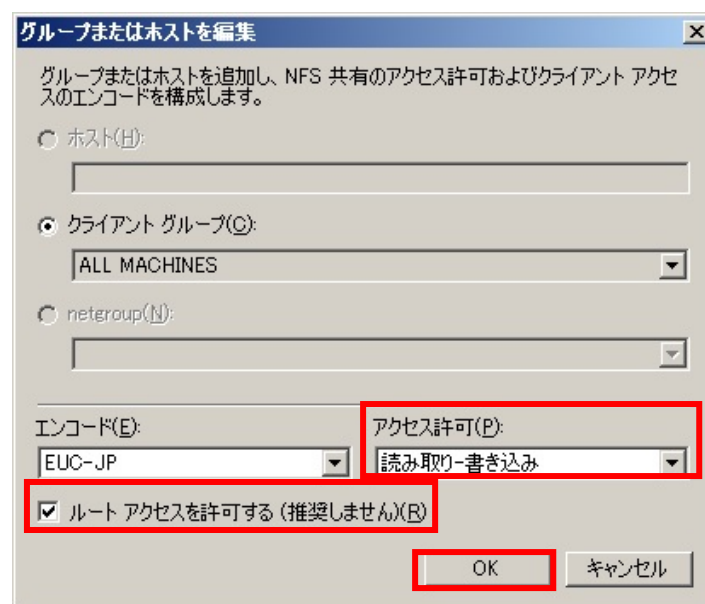 グループまたはホストを編集
グループまたはホストを追加し、NFS 共有のアクセス許可およびクライアント アクセ
スのエンコードを構成します。
ホスト(H):
クライアント グループ(C):
ALL MACHINES
netgroup(N):
エンコード(E):
アクセス許可(P):
EUC-JP
読み取り-書き込み
ルート アクセスを許可する (推奨しません)(R)
OK
キャンセル